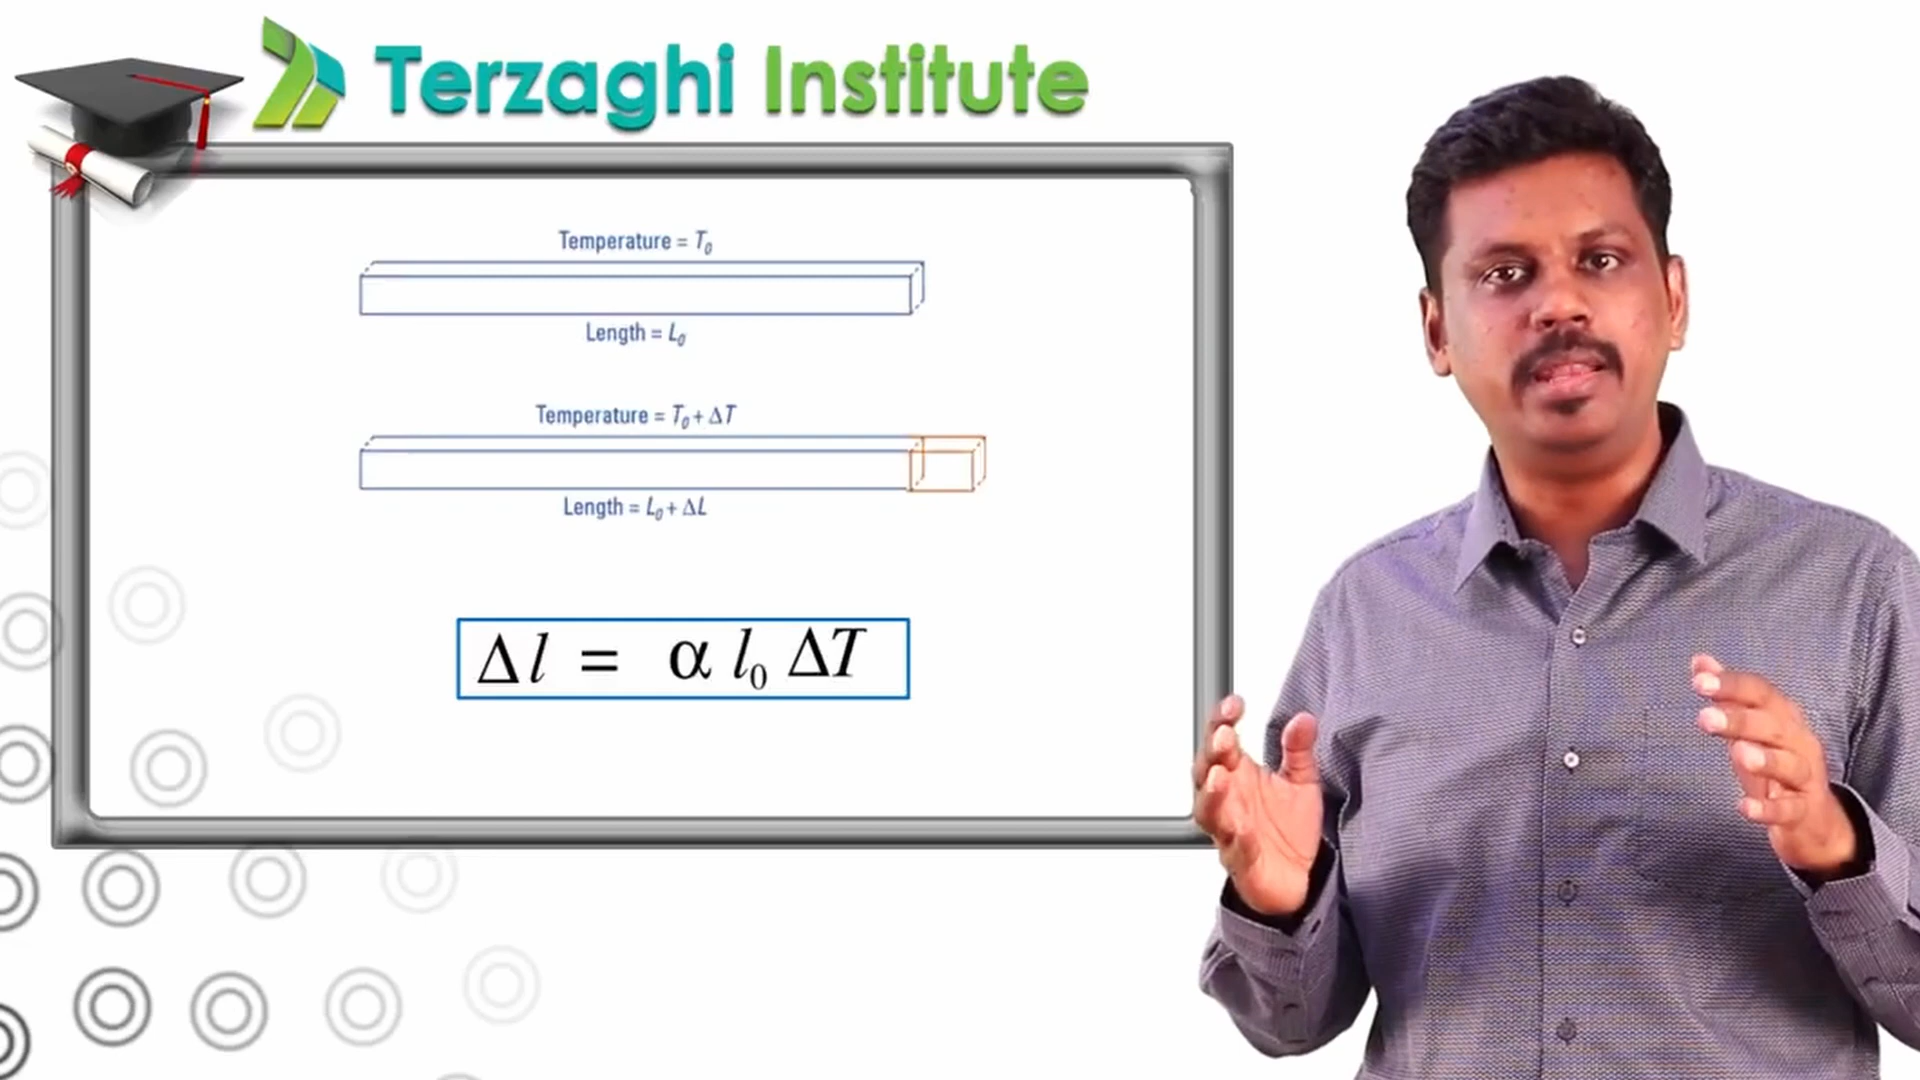 Terzaghi Institute
Temperature = T₀
Length = L₀
Temperature = T₀ + ΔT
Length = L₀ + ΔL
Δl = α l₀ ΔT